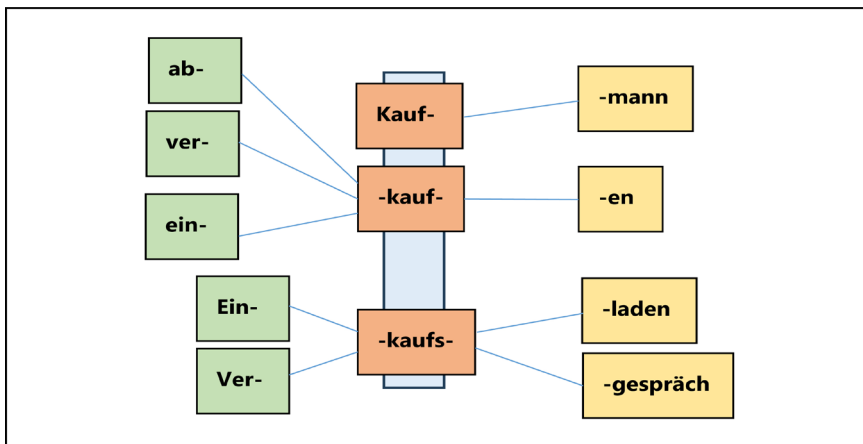 ab-
ver-
ein-
Ein-
Ver-
Kauf-
-kauf-
-kaufs-
-mann
-en
-laden
-gespräch